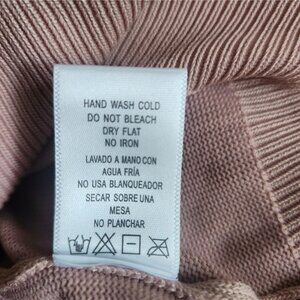 HAND WASH COLD
DO NOT BLEACH
DRY FLAT
NO IRON
LAVADO A MANO CON
AGUA FRÍA
NO USA BLANQUEADOR
SECAR SOBRE UNA
MESA
NO PLANCHAR